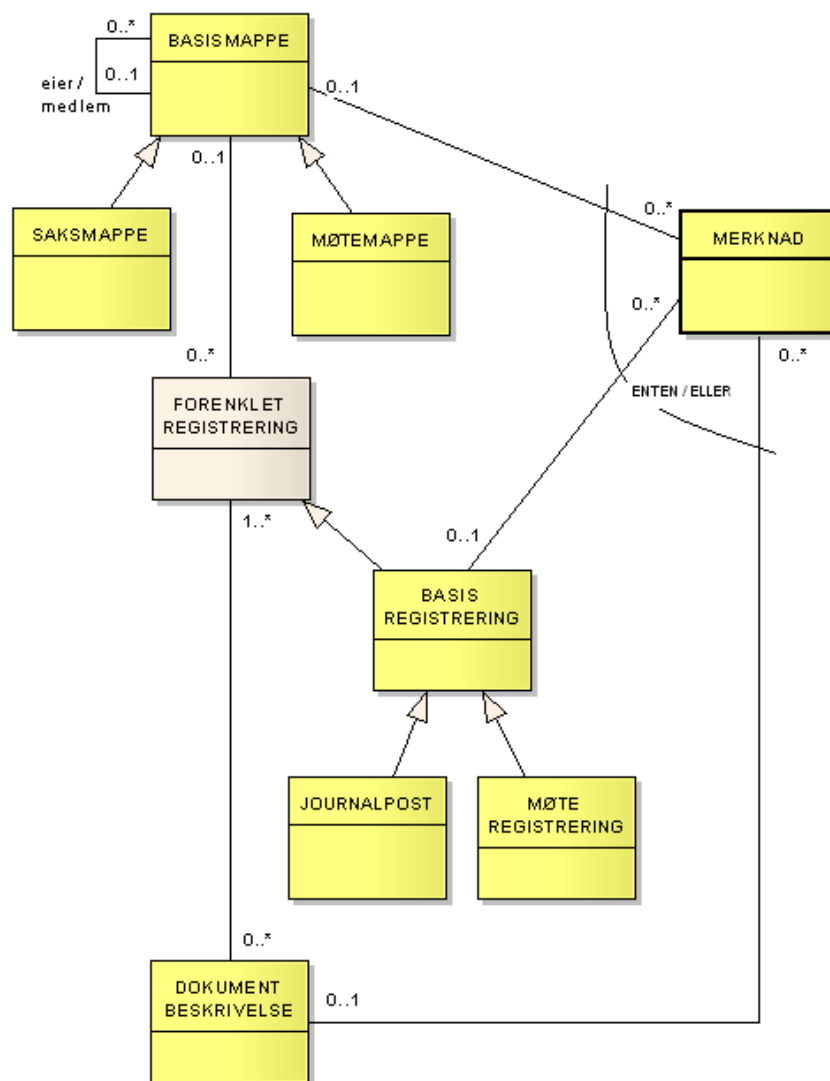 0..*
BASISMAPPE
0..1
0..1
eier /
medlem
0..1
SAKSMAPPE
MØTEMAPPE
0..*
MERKNAD
0..*
0..*
0..*
ENTEN / ELLER
FORENKLET
REGISTRERING
1..*
0..1
BASIS
REGISTRERING
JOURNALPOST
MØTE
REGISTRERING
0..*
DOKUMENT
BESKRIVELSE
0..1